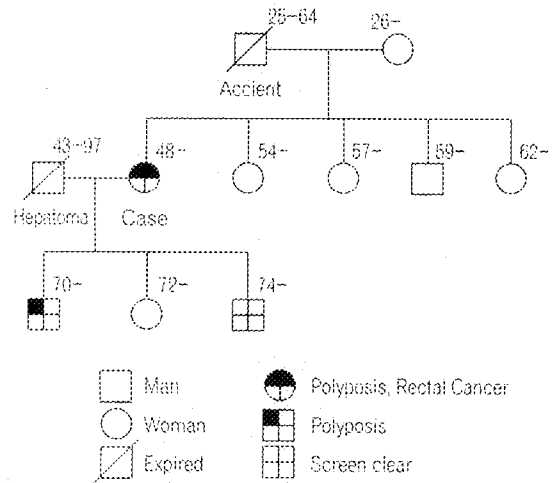 25~64 26~
Accient
43~97 48~ 54~ 57~ 59~ 62~
Hepatoma Case
70~ 72~ 74~
Man Polyposis, Rectal Cancer
Woman Polyposis
Expired Screen clear